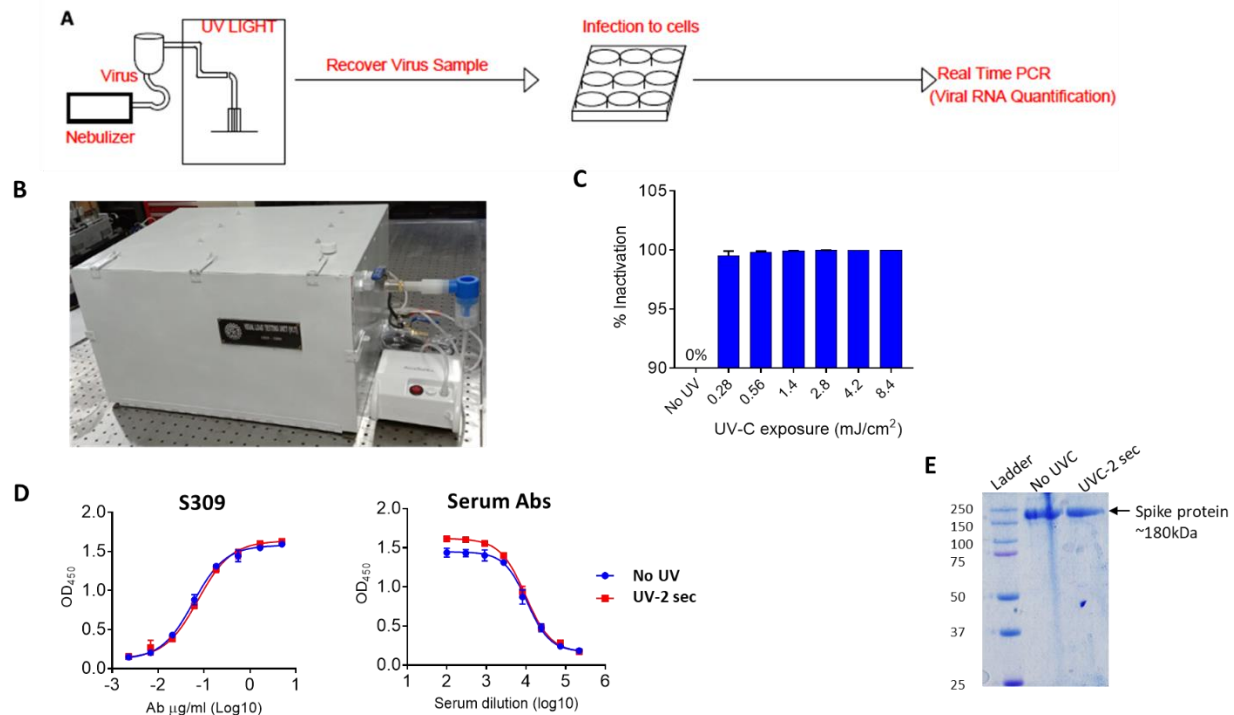 A
UV LIGHT
Virus
Nebulizer
Recover Virus Sample
Infection to cells
Real Time PCR
(Viral RNA Quantification)
B
C
% Inactivation
105
100
95
90
0%
No UV
0.28
0.56
1.4
2.8
4.2
8.4
UV-C exposure (mJ/cm²)
D
S309
OD₄₅₀
2.0
1.5
1.0
0.5
0.0
-3
-2
-1
0
1
Ab µg/ml (Log10)
Serum Abs
OD₄₅₀
2.0
1.5
1.0
0.5
0.0
1
2
3
4
5
6
Serum dilution (log10)
No UV
UV-2 sec
E
Ladder
No UVC
UVC-2 sec
250
150
100
75
50
37
25
Spike protein
~180kDa